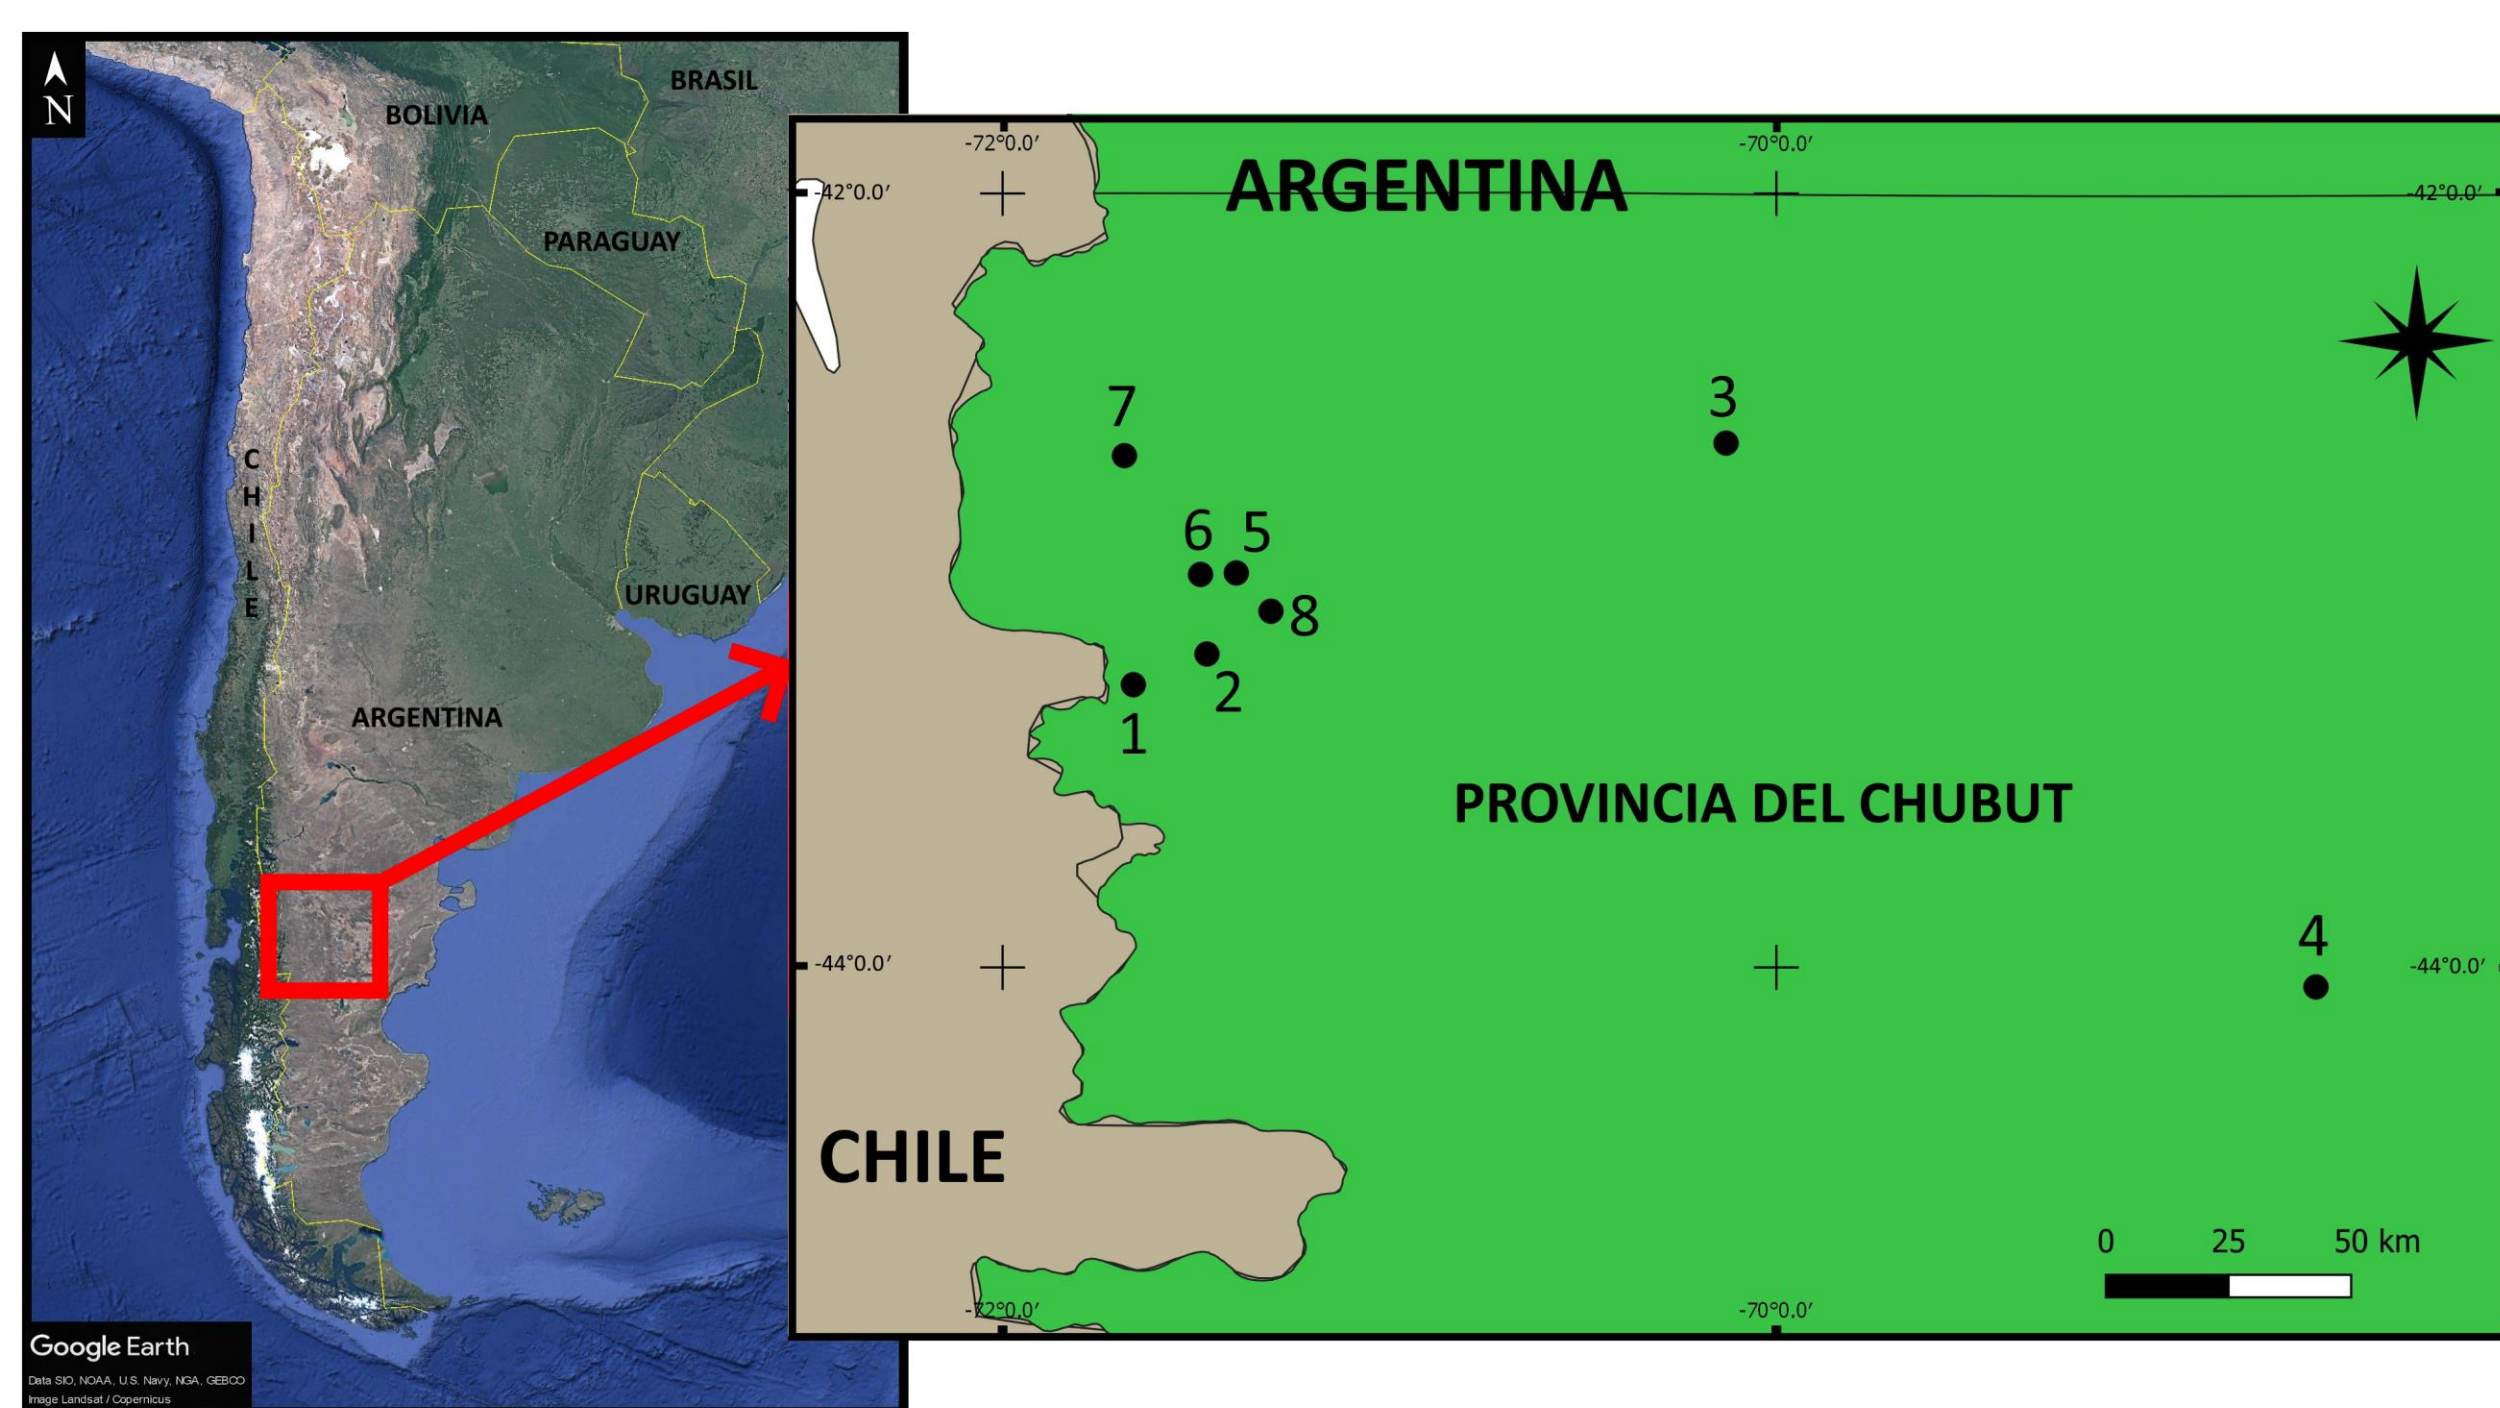 N
BOLIVIA
BRASIL
PARAGUAY
C
H
I
L
E
URUGUAY
ARGENTINA
Google Earth
Data SIO, NOAA, U.S. Navy, NGA, GEBCO
Image Landsat / Copernicus
-72°0.0′
-70°0.0′
-42°0.0′
ARGENTINA
-42°0.0′
7
3
6
5
8
2
1
PROVINCIA DEL CHUBUT
4
-44°0.0′
-44°0.0′
CHILE
0 25 50 km
-72°0.0′
-70°0.0′